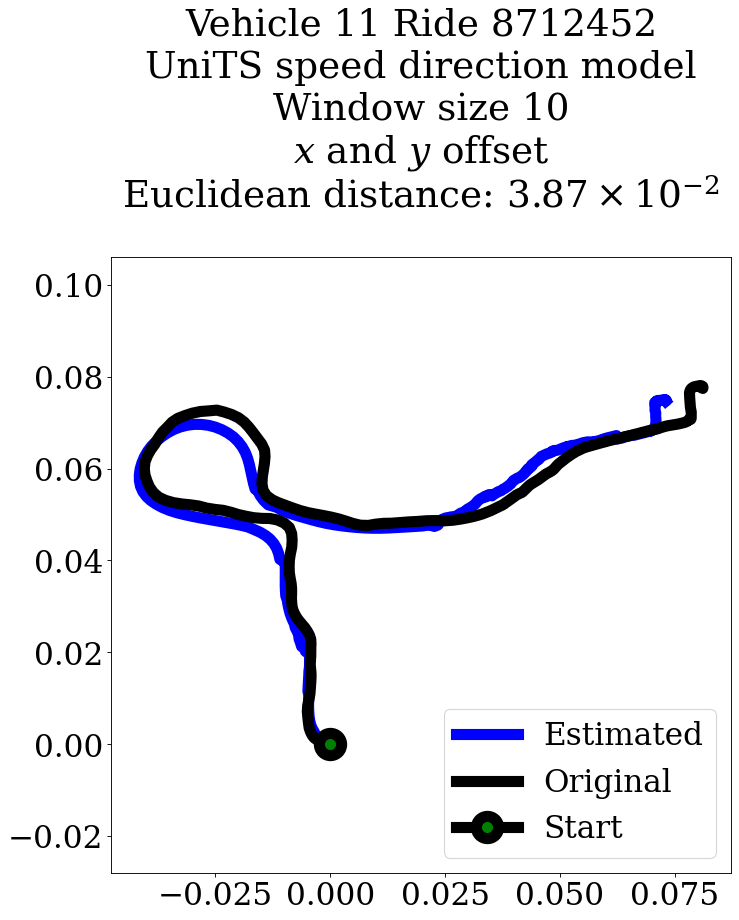 Vehicle 11 Ride 8712452
UniTS speed direction model
Window size 10
x and y offset
Euclidean distance: 3.87 × 10⁻²
0.10
0.08
0.06
0.04
0.02
0.00
−0.02
−0.025 0.000 0.025 0.050 0.075
Estimated
Original
Start